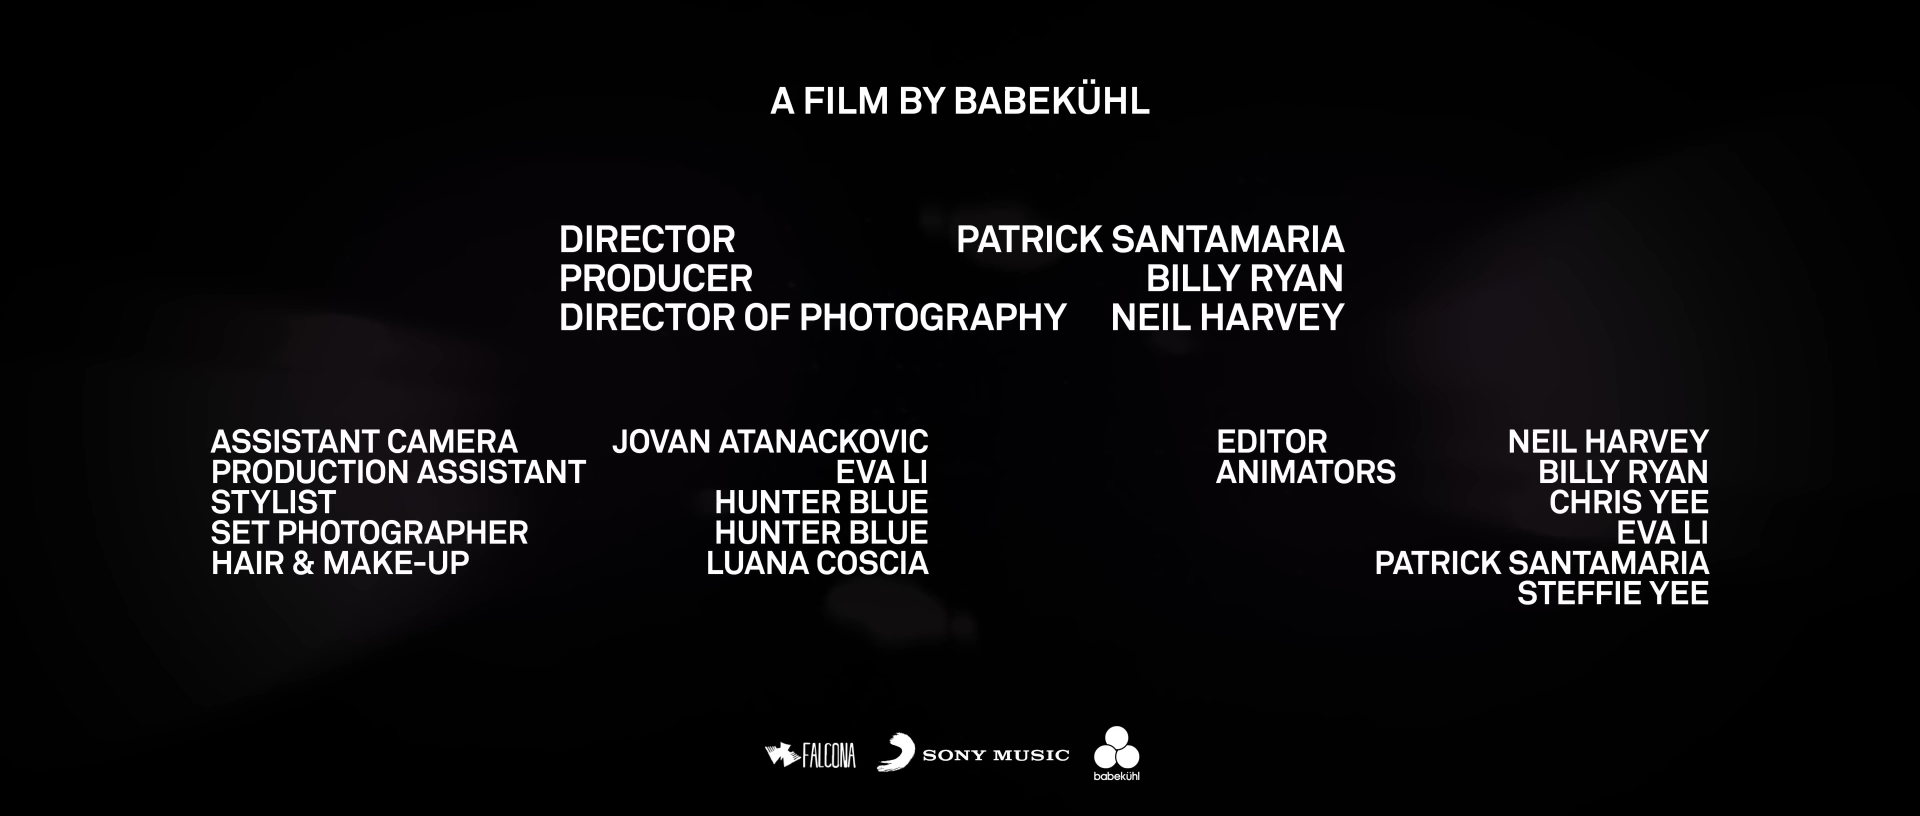 A FILM BY BABEKÜHL
DIRECTOR PATRICK SANTAMARIA
PRODUCER BILLY RYAN
DIRECTOR OF PHOTOGRAPHY NEIL HARVEY
ASSISTANT CAMERA JOVAN ATANACKOVIC
PRODUCTION ASSISTANT EVA LI
STYLIST HUNTER BLUE
SET PHOTOGRAPHER HUNTER BLUE
HAIR & MAKE-UP LUANA COSCIA
EDITOR NEIL HARVEY
ANIMATORS BILLY RYAN
CHRIS YEE
EVA LI
PATRICK SANTAMARIA
STEFFIE YEE
FALCONA
SONY MUSIC
babekühl